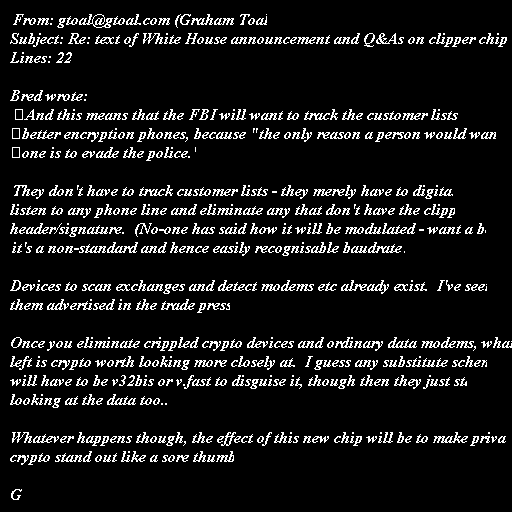 From: gtoal@gtoal.com (Graham Toal
Subject: Re: text of White House announcement and Q&As on clipper chip
Lines: 22
Bred wrote:
And this means that the FBI will want to track the customer lists
better encryption phones, because "the only reason a person would wan
one is to evade the police.'
They don't have to track customer lists - they merely have to digita
listen to any phone line and eliminate any that don't have the clipp
header/signature. (No-one has said how it will be modulated - want a b
it's a non-standard and hence easily recognisable baudrate.
Devices to scan exchanges and detect modems etc already exist. I've see
them advertised in the trade press
Once you eliminate crippled crypto devices and ordinary data modems, what
left is crypto worth looking more closely at. I guess any substitute schem
will have to be v32bis or v.fast to disguise it, though then they just sta
looking at the data too..
Whatever happens though, the effect of this new chip will be to make priva
crypto stand out like a sore thumb
G